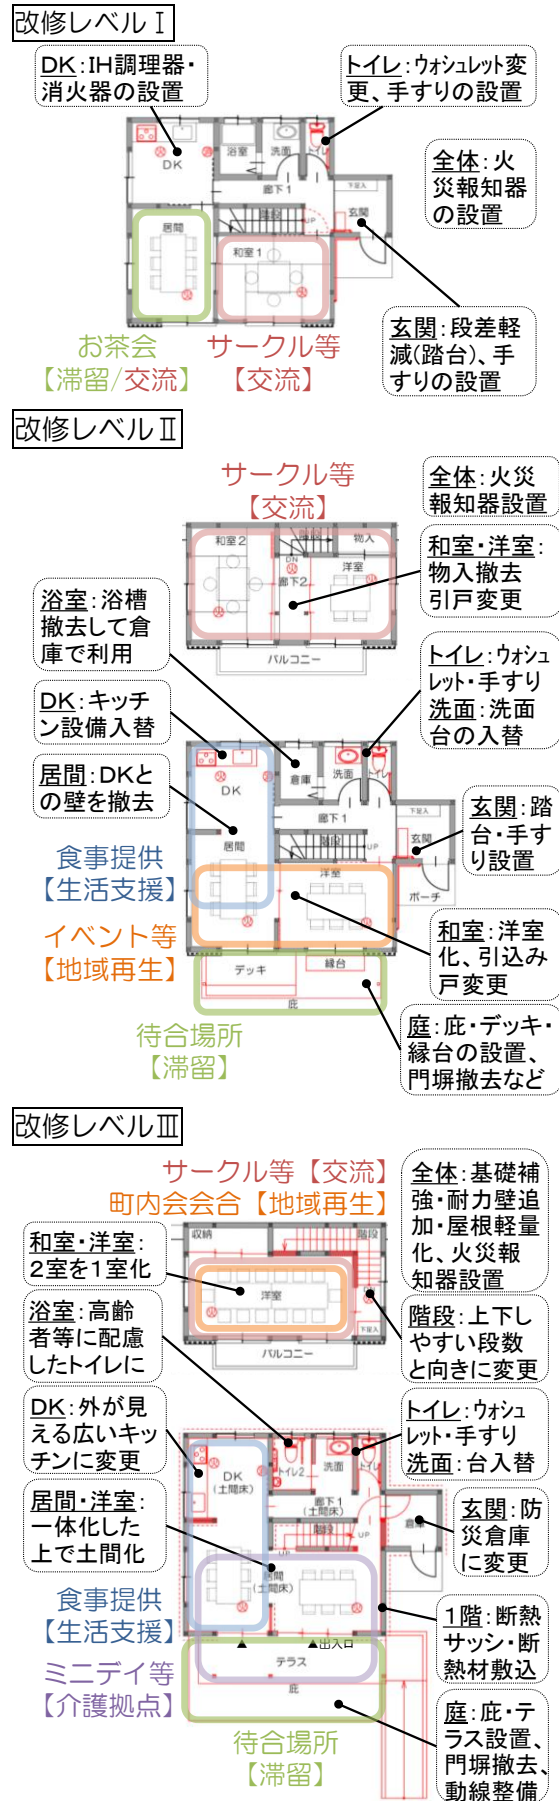 改修レベルⅠ
DK:IH調理器・
消火器の設置
トイレ:ウォシュレット変
更、手すりの設置
全体:火
災報知器
の設置
DK
浴室
洗面
トイレ
廊下1
下足入
玄関
階段
UP
居間
和室1
玄関:段差軽
減(踏台)、手
すりの設置
お茶会
【滞留/交流】
サークル等
【交流】
改修レベルⅡ
サークル等
【交流】
全体:火災
報知器設置
和室・洋室:
物入撤去
引戸変更
和室2
階段
物入
DN
廊下2
洋室
バルコニー
浴室:浴槽
撤去して倉
庫で利用
トイレ:ウォシュ
レット・手すり
洗面:洗面
台の入替
DK:キッチ
ン設備入替
居間:DKと
の壁を撤去
DK
倉庫
洗面
トイレ
廊下1
下足入
玄関
階段
UP
居間
洋室
ポーチ
デッキ
縁台
庇
玄関:踏
台・手す
り設置
食事提供
【生活支援】
イベント等
【地域再生】
和室:洋室
化、引込み
戸変更
待合場所
【滞留】
庭:庇・デッキ・
縁台の設置、
門塀撤去など
改修レベルⅢ
サークル等【交流】
町内会会合【地域再生】
全体:基礎補
強・耐力壁追
加・屋根軽量
化、火災報
知器設置
和室・洋室:
2室を1室化
収納
階段
洋室
下足入
バルコニー
階段:上下し
やすい段数
と向きに変更
浴室:高齢
者等に配慮
したトイレに
DK:外が見
える広いキッ
チンに変更
トイレ:ウォシュ
レット・手すり
洗面:台入替
居間・洋室:
一体化した
上で土間化
DK
(土間床)
トイレ2
洗面
トイレ
廊下1
(土間床)
階段
UP
UP
倉庫
居間
(土間床)
▲
▲出入口
テラス
庇
玄関:防
災倉庫
に変更
食事提供
【生活支援】
1階:断熱
サッシ・断
熱材敷込
ミニデイ等
【介護拠点】
待合場所
【滞留】
庭:庇・テ
ラス設置、
門塀撤去、
動線整備